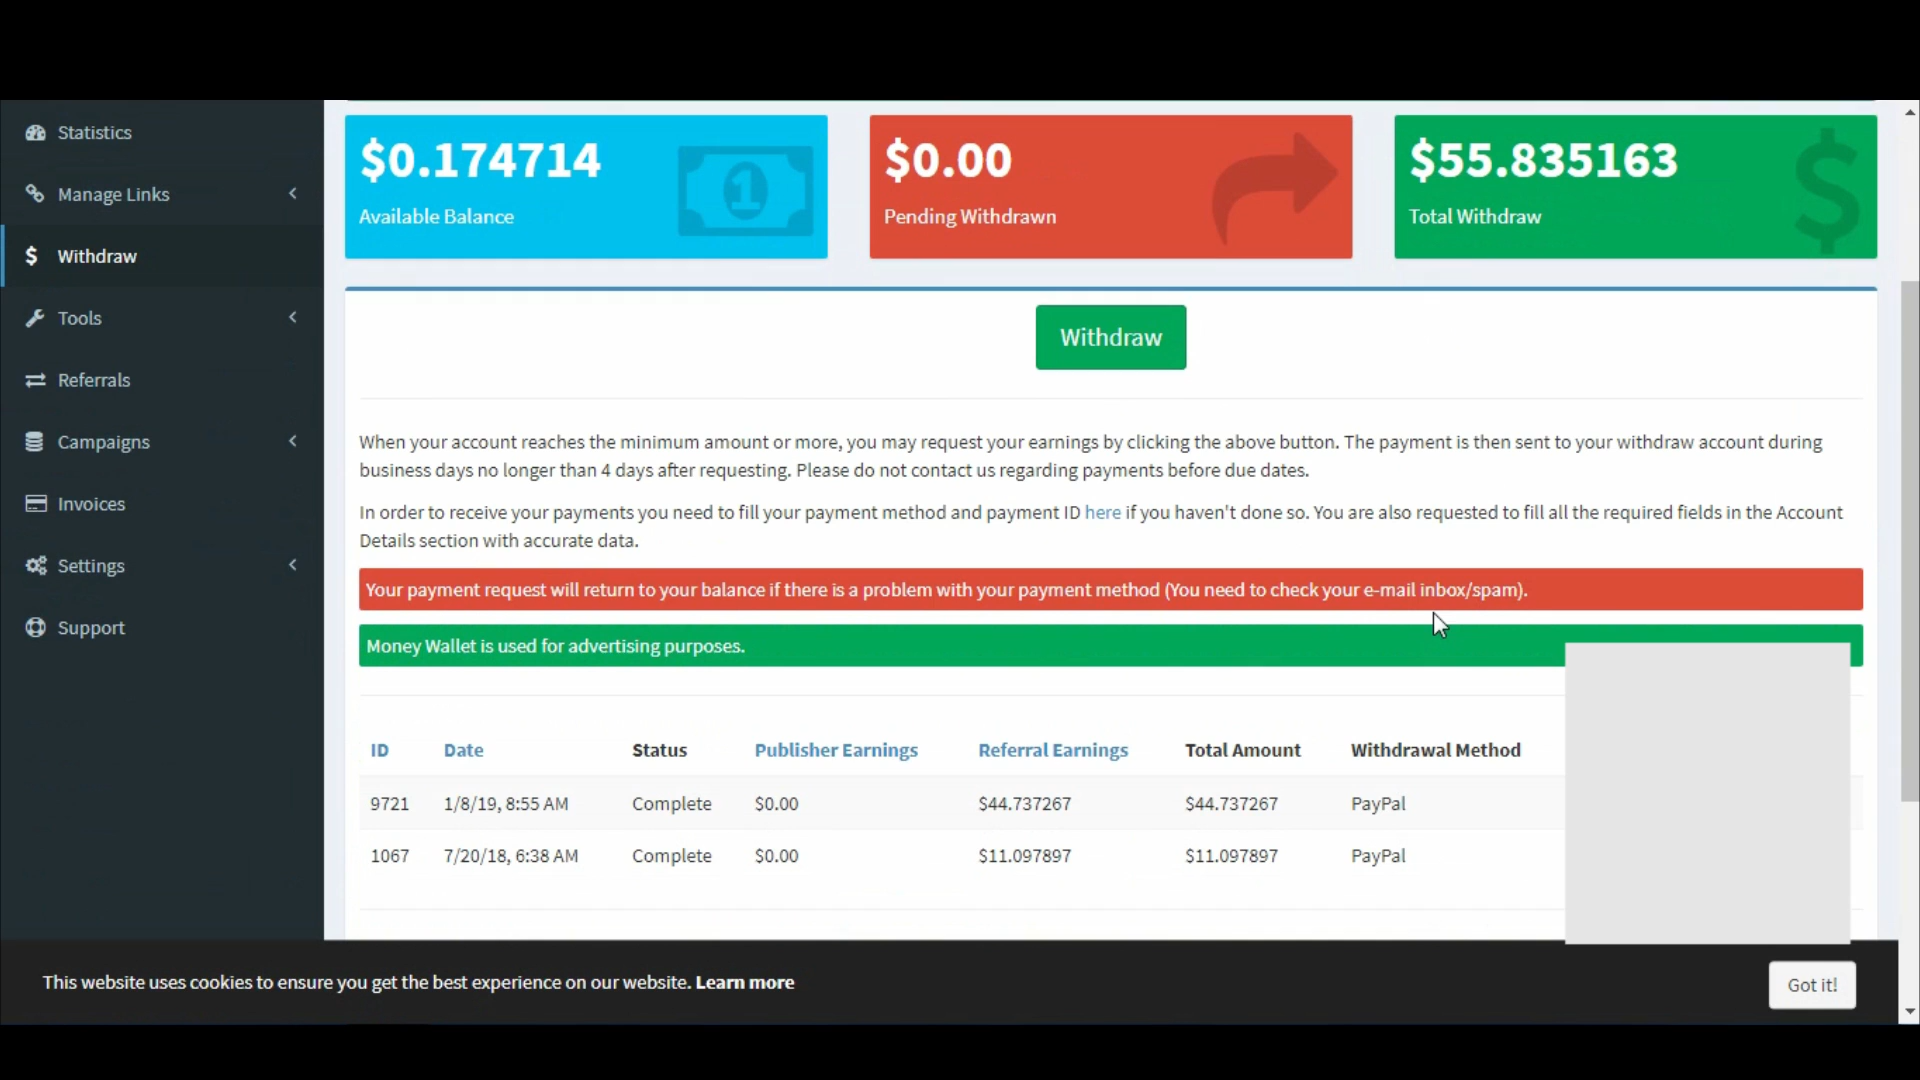 Statistics
Manage Links
Withdraw
Tools
Referrals
Campaigns
Invoices
Settings
Support
$0.174714
Available Balance
1
$0.00
Pending Withdrawn
$55.835163
Total Withdraw
$
Withdraw
When your account reaches the minimum amount or more, you may request your earnings by clicking the above button. The payment is then sent to your withdraw account during
business days no longer than 4 days after requesting. Please do not contact us regarding payments before due dates.
In order to receive your payments you need to fill your payment method and payment ID here if you haven't done so. You are also requested to fill all the required fields in the Account
Details section with accurate data.
Your payment request will return to your balance if there is a problem with your payment method (You need to check your e-mail inbox/spam).
Money Wallet is used for advertising purposes.
ID Date Status Publisher Earnings Referral Earnings Total Amount Withdrawal Method
9721 1/8/19, 8:55 AM Complete $0.00 $44.737267 $44.737267 PayPal
1067 7/20/18, 6:38 AM Complete $0.00 $11.097897 $11.097897 PayPal
This website uses cookies to ensure you get the best experience on our website. Learn more
Got it!